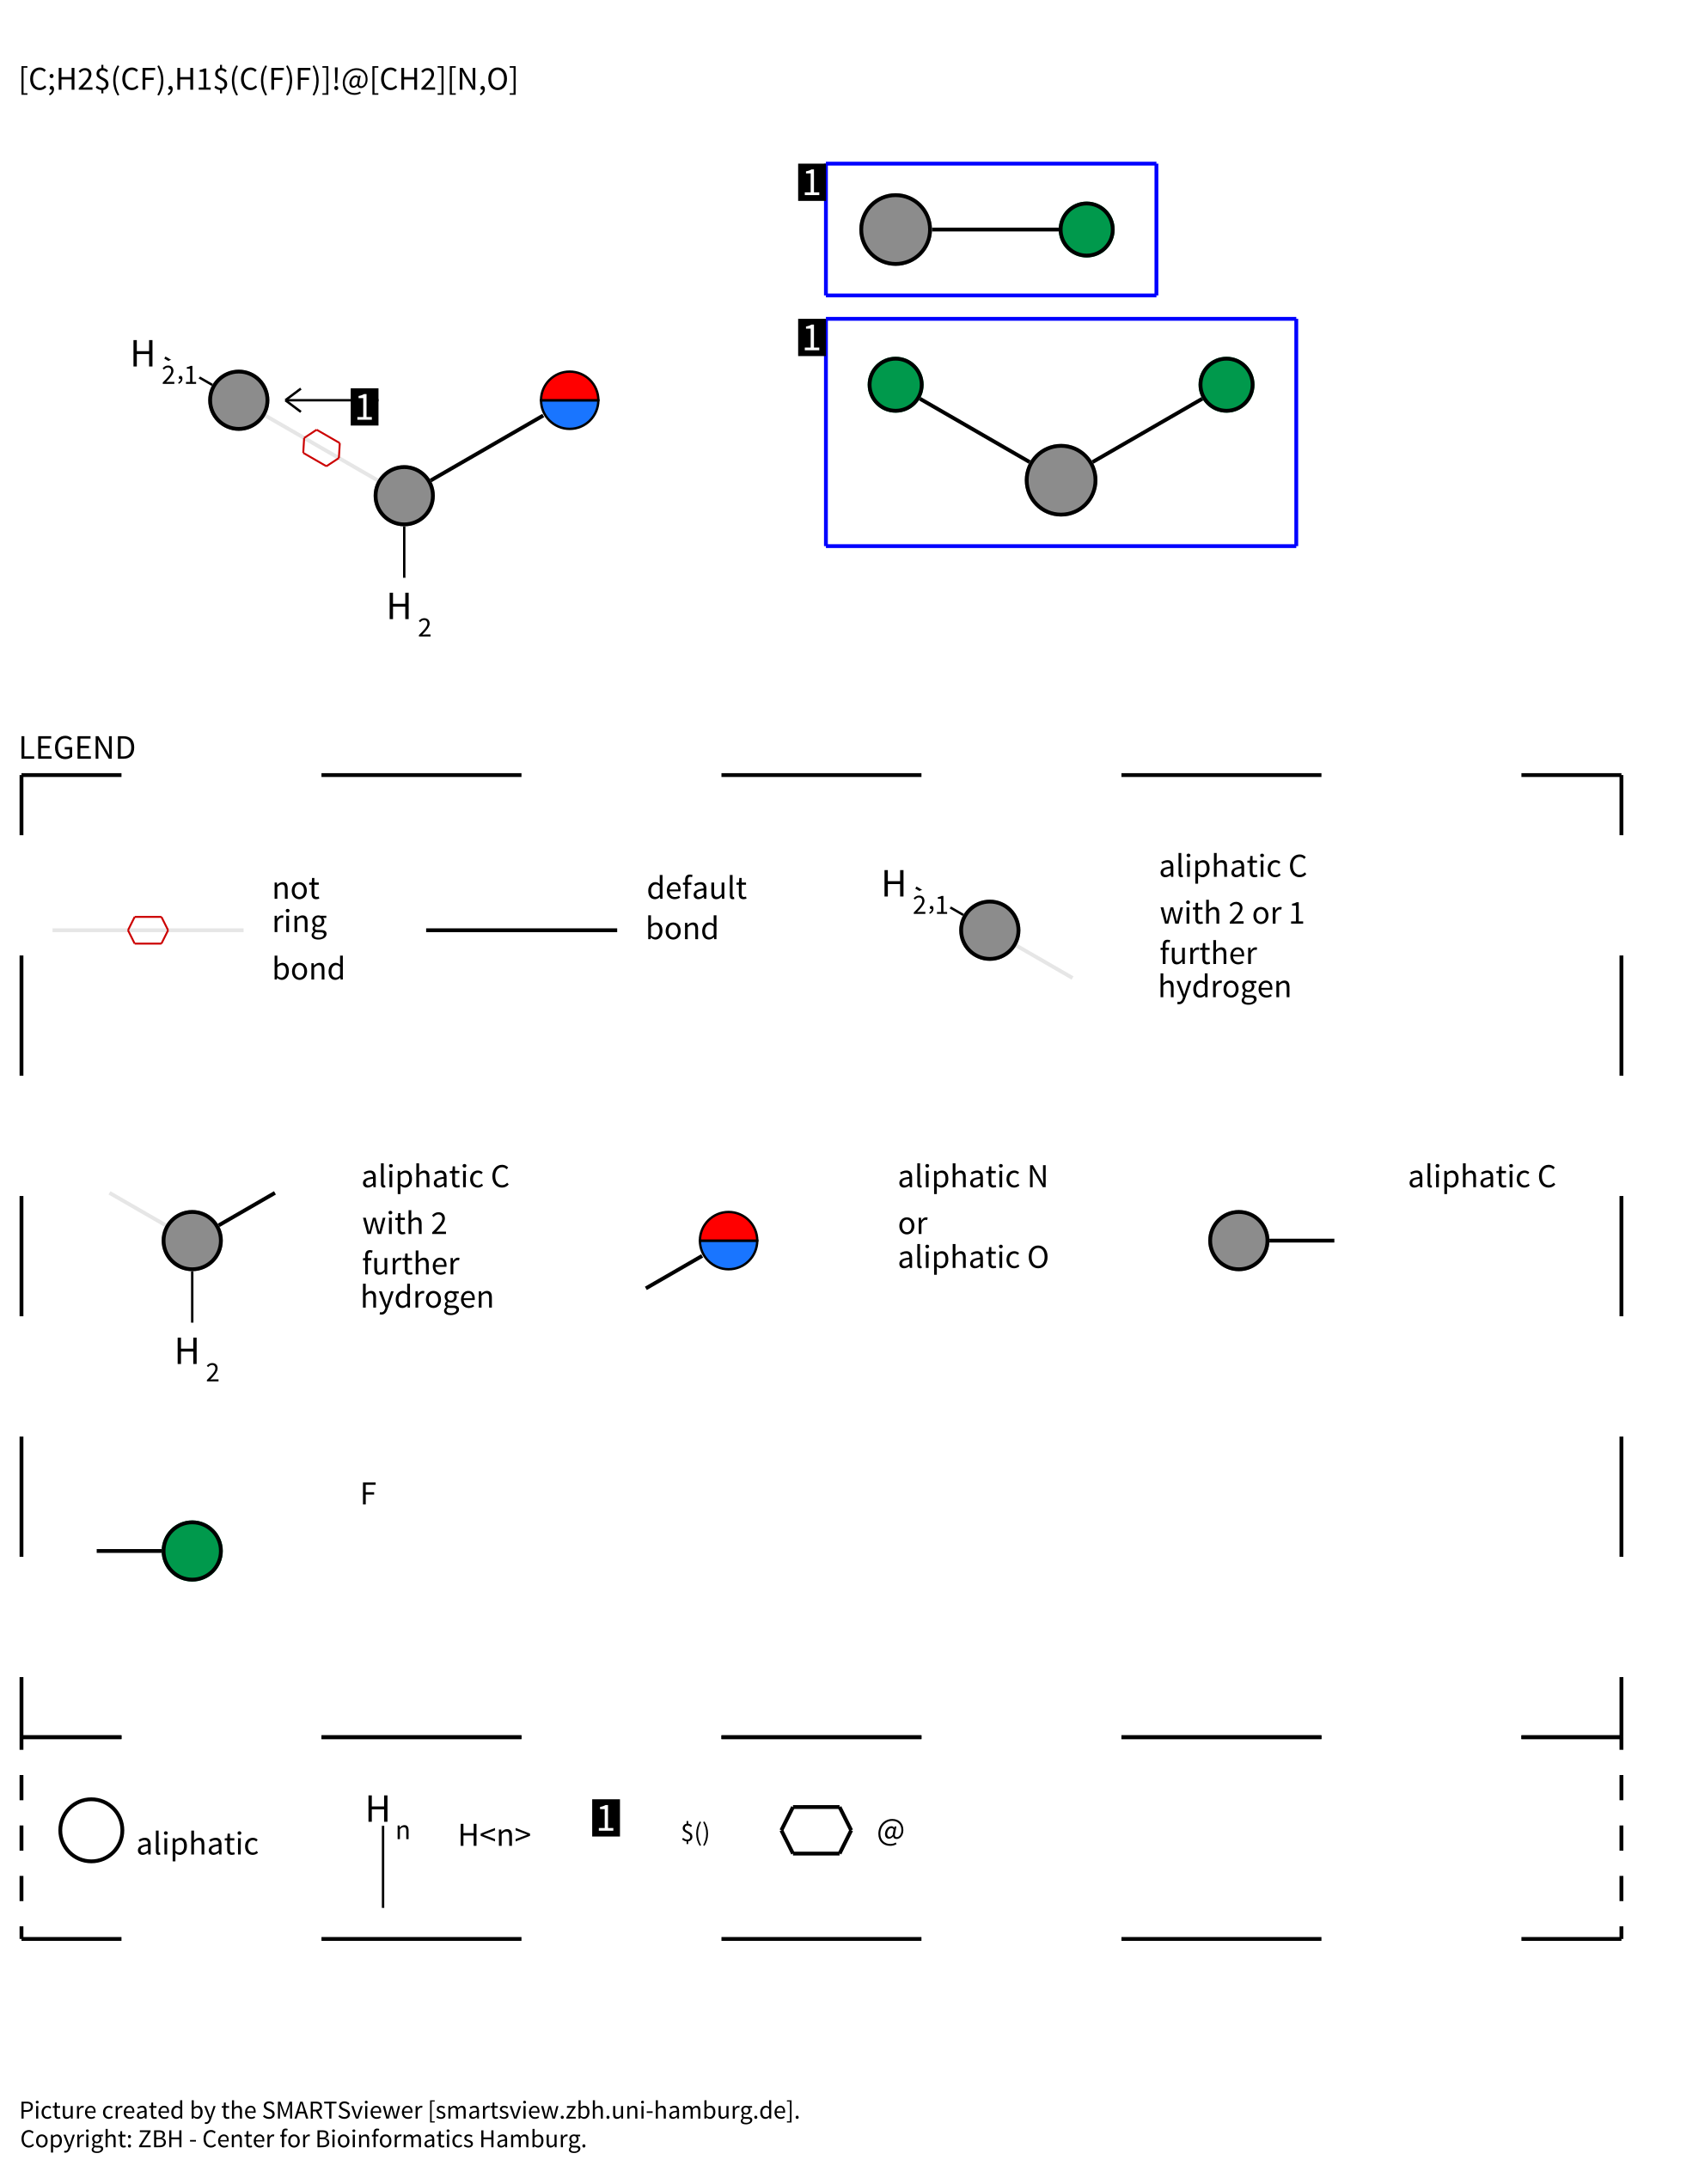 [C;H2$(CF),H1$(C(F)F)]!@[CH2][N,O]
1
1
H 2,1
1
H 2
LEGEND
not
ring
bond
default
bond
H 2,1
aliphatic C
with 2 or 1
further
hydrogen
H 2
aliphatic C
with 2
further
hydrogen
aliphatic N
or
aliphatic O
aliphatic C
F
aliphatic
H n
H<n>
1
$()
@
Picture created by the SMARTSviewer [smartsview.zbh.uni-hamburg.de].
Copyright: ZBH - Center for Bioinformatics Hamburg.